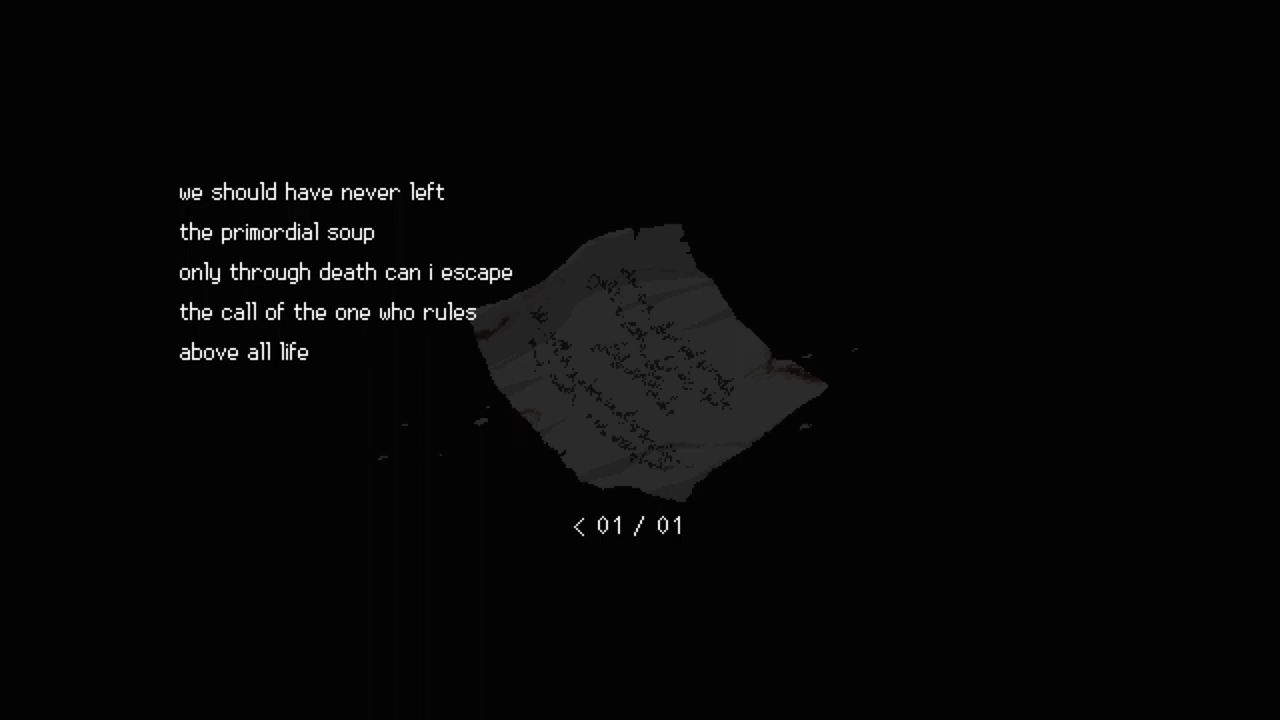 we should have never left
the primordial soup
only through death can i escape
the call of the one who rules
above all life
< 01 / 01